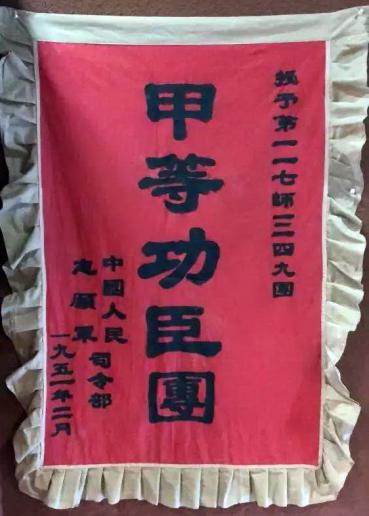 授予第一一七師三四九團
甲等功臣團
中國人民
志願軍
司令部
一九五一年二月